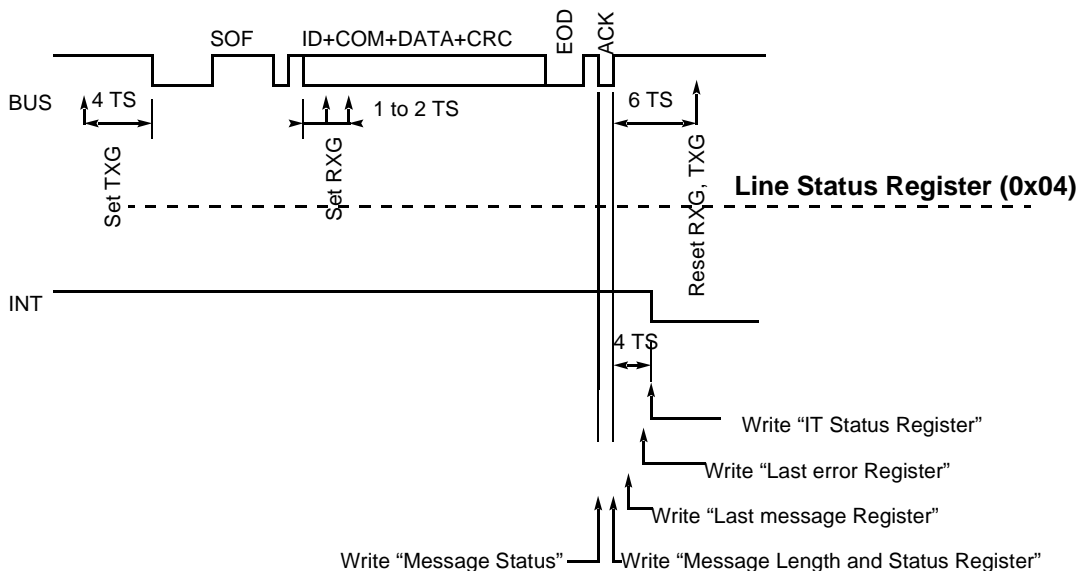 SOF
ID+COM+DATA+CRC
EOD
ACK
BUS
4 TS
1 to 2 TS
6 TS
Set TXG
Set RXG
Reset RXG, TXG
Line Status Register (0x04)
INT
4 TS
Write “IT Status Register”
Write “Last error Register”
Write “Last message Register”
Write “Message Status”
Write “Message Length and Status Register”